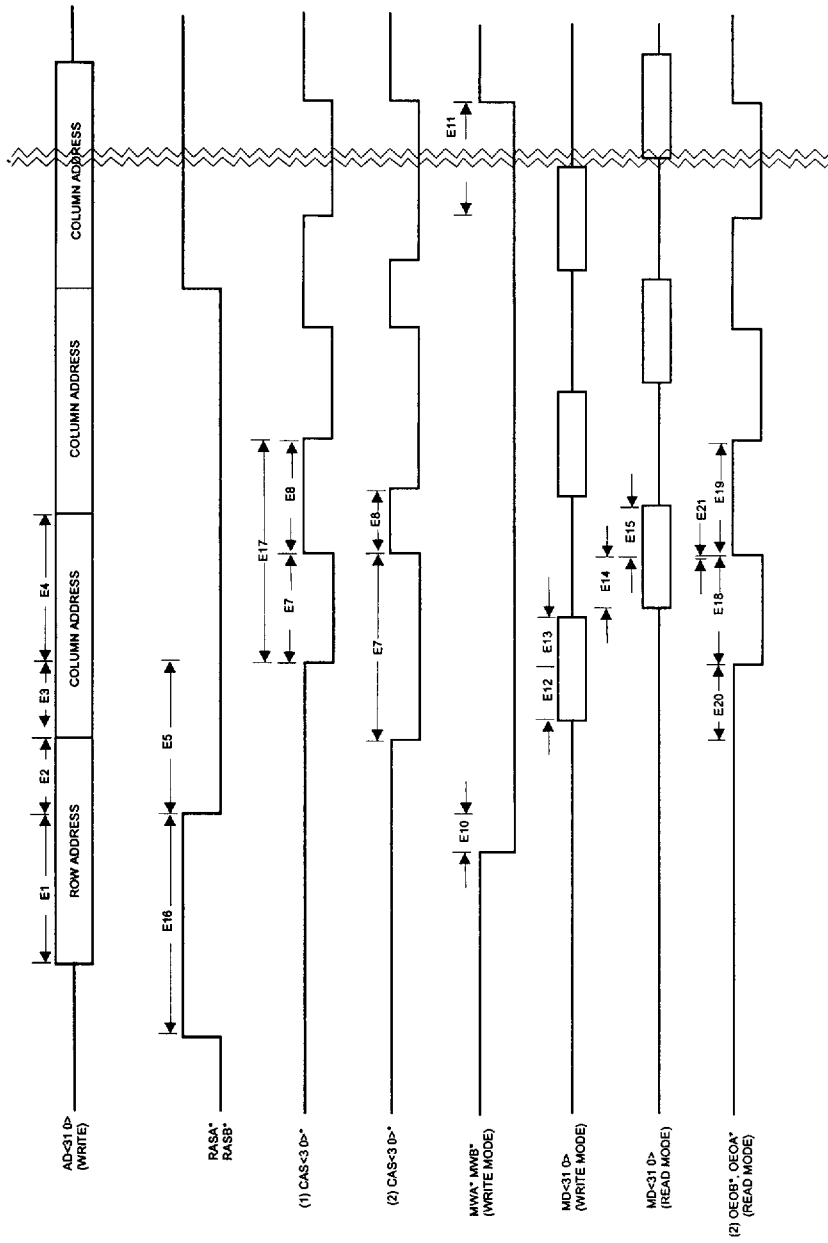 AD<31 0>
(WRITE)
E1
E2
E3
E4
ROW ADDRESS
COLUMN ADDRESS
COLUMN ADDRESS
COLUMN ADDRESS
RASA*
RASB*
E16
E5
(1) CAS<3 0>*
E17
E7
E8
(2) CAS<3 0>*
E7
E8
MWA* MWB*
(WRITE MODE)
E10
E11
MD<31 0>
(WRITE MODE)
E12
E13
MD<31 0>
(READ MODE)
E14
E15
(2) OEOB*, OEOA*
(READ MODE)
E20
E18
E21
E19